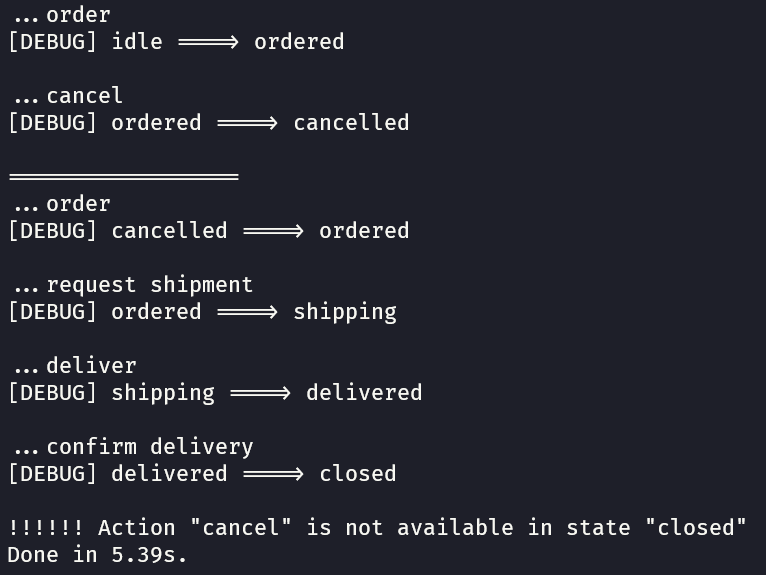 ...order
[DEBUG] idle ====> ordered

...cancel
[DEBUG] ordered ====> cancelled

==================
...order
[DEBUG] cancelled ====> ordered

...request shipment
[DEBUG] ordered ====> shipping

...deliver
[DEBUG] shipping ====> delivered

...confirm delivery
[DEBUG] delivered ====> closed

!!!!!! Action "cancel" is not available in state "closed"
Done in 5.39s.